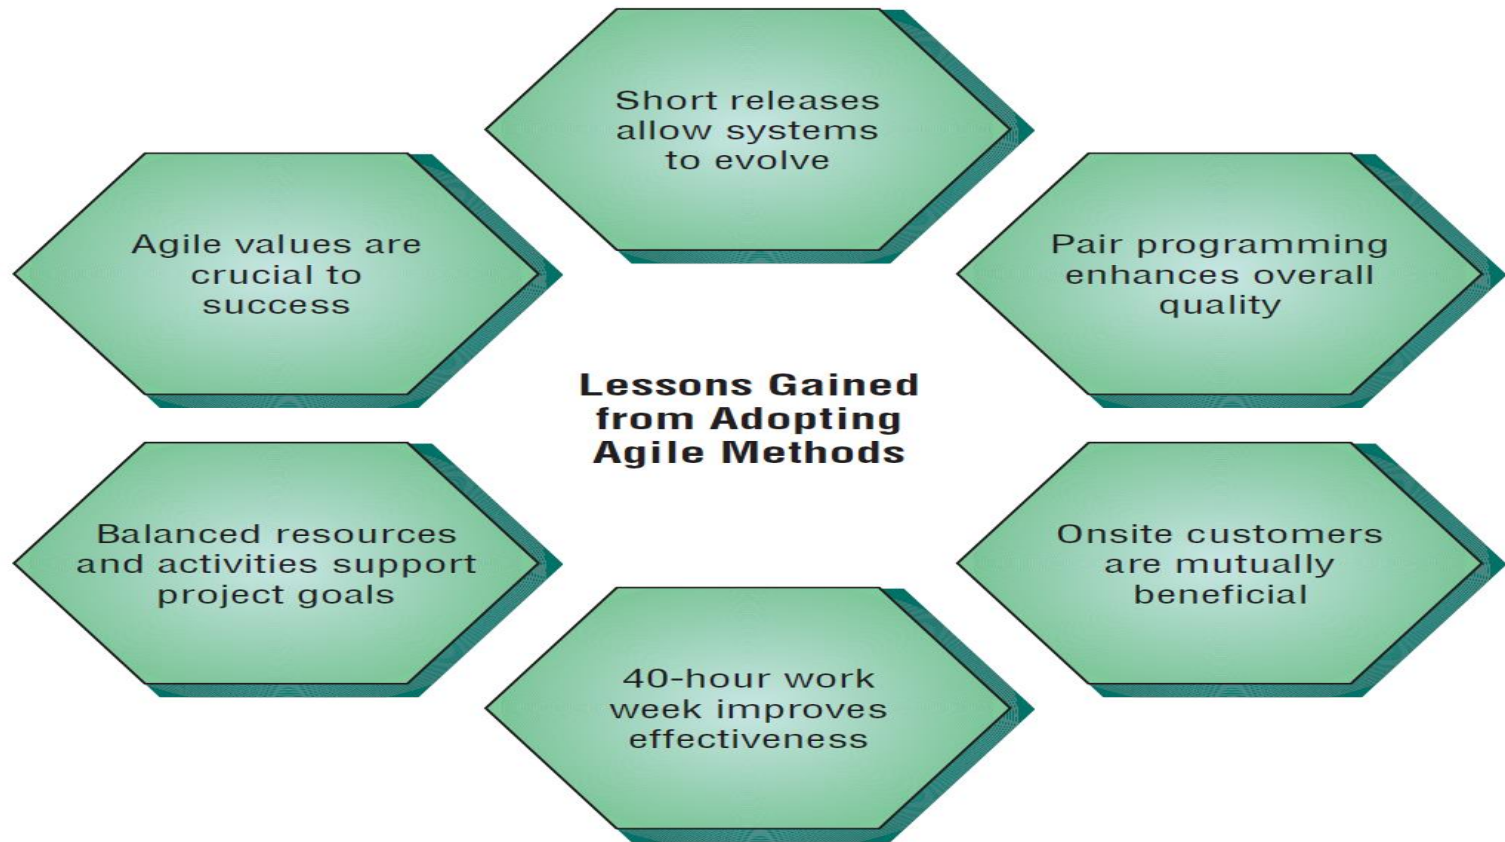 Short releases
allow systems
to evolve
Agile values are
crucial to
success
Pair programming
enhances overall
quality
Lessons Gained
from Adopting
Agile Methods
Balanced resources
and activities support
project goals
Onsite customers
are mutually
beneficial
40-hour work
week improves
effectiveness